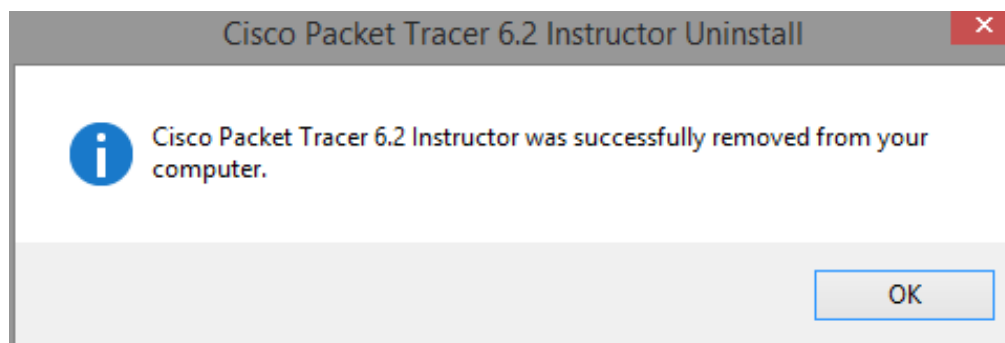 Cisco Packet Tracer 6.2 Instructor Uninstall
Cisco Packet Tracer 6.2 Instructor was successfully removed from your
computer.
OK